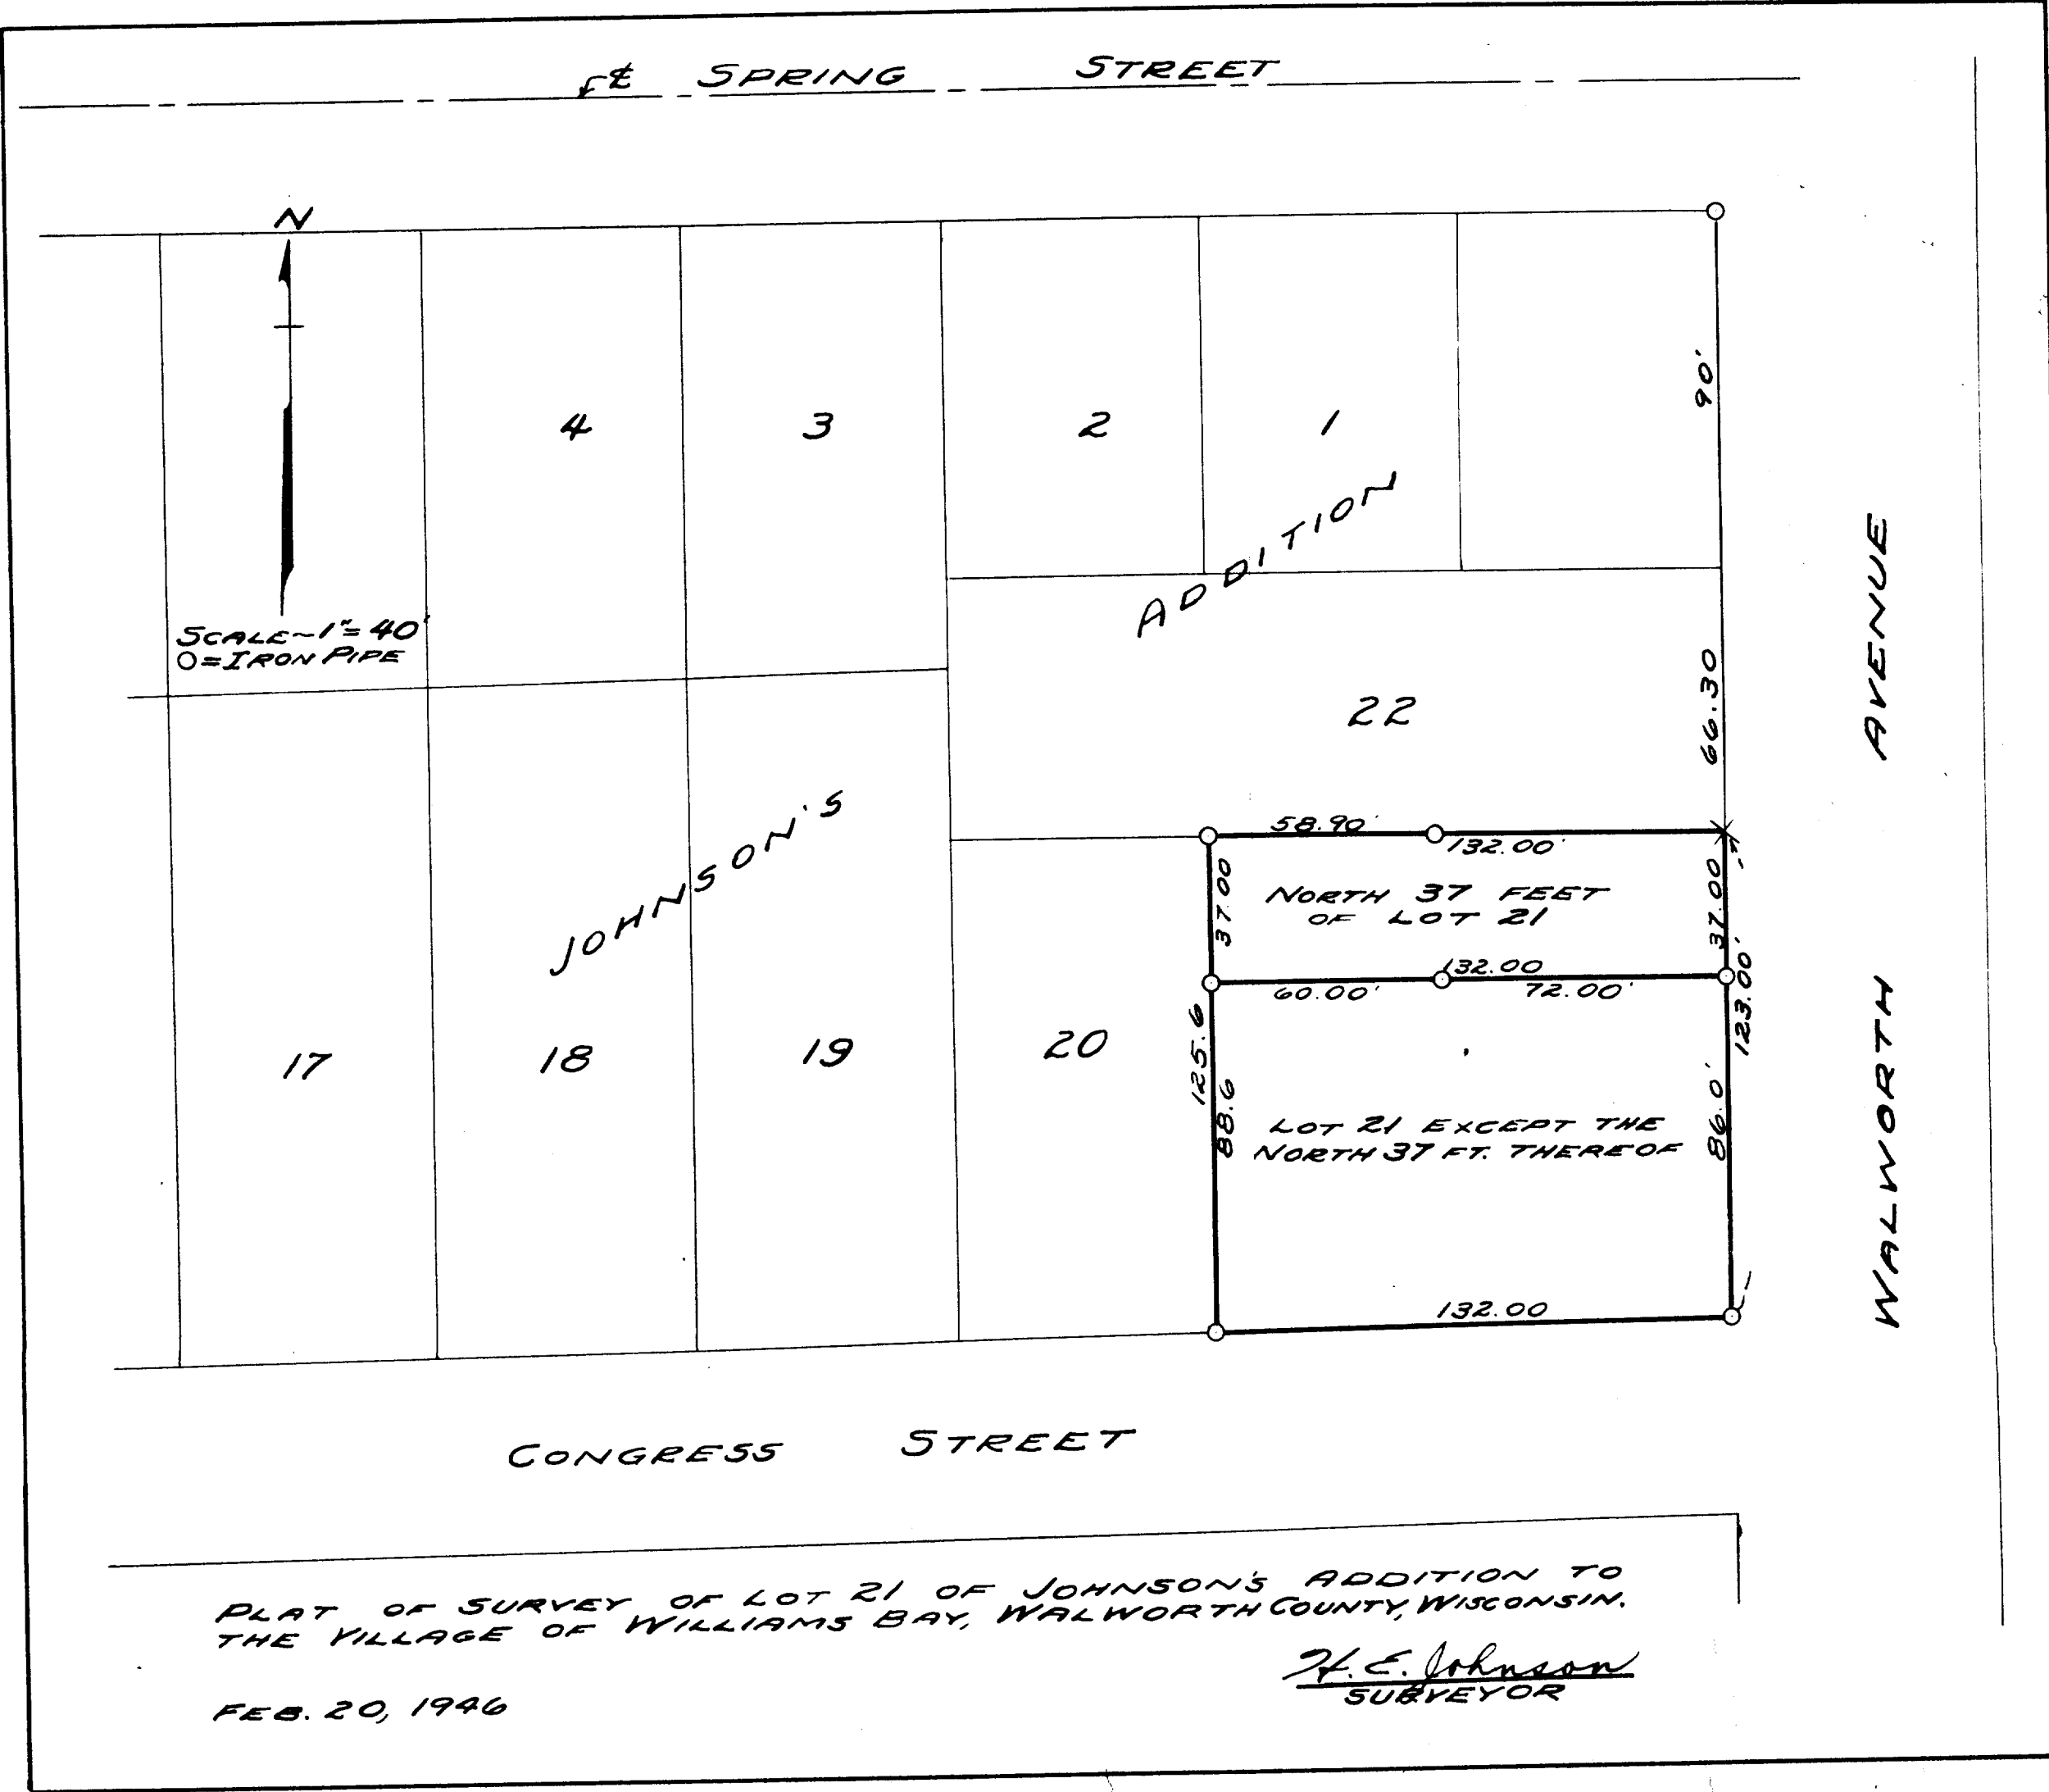 ℄ SPRING STREET
N
SCALE~1"=40'
O=IRON PIPE
4
3
2
1
90'
JOHNSON'S ADDITION
22
66.30
58.90'
132.00'
37.00
NORTH 37 FEET
OF LOT 21
37.00
132.00
60.00'
72.00'
123.00'
125.6
88.6
86.0'
LOT 21 EXCEPT THE
NORTH 37 FT. THEREOF
132.00
17
18
19
20
WALWORTH AVENUE
CONGRESS STREET
PLAT OF SURVEY OF LOT 21 OF JOHNSON'S ADDITION TO
THE VILLAGE OF WILLIAMS BAY, WALWORTH COUNTY, WISCONSIN.
H. E. Johnson
SURVEYOR
FEB. 20, 1946